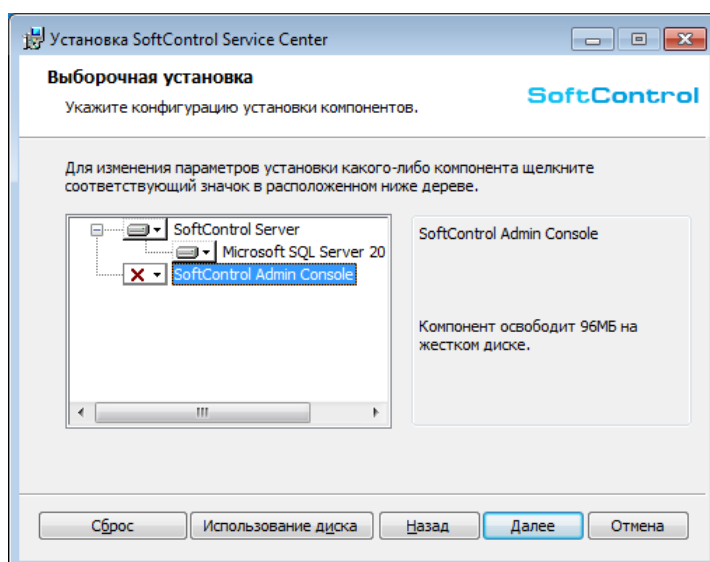 Установка SoftControl Service Center
Выборочная установка
Укажите конфигурацию установки компонентов.
SoftControl
Для изменения параметров установки какого-либо компонента щелкните
соответствующий значок в расположенном ниже дереве.
SoftControl Server
Microsoft SQL Server 20
SoftControl Admin Console
SoftControl Admin Console
Компонент освободит 96МБ на
жестком диске.
Сброс
Использование диска
Назад
Далее
Отмена